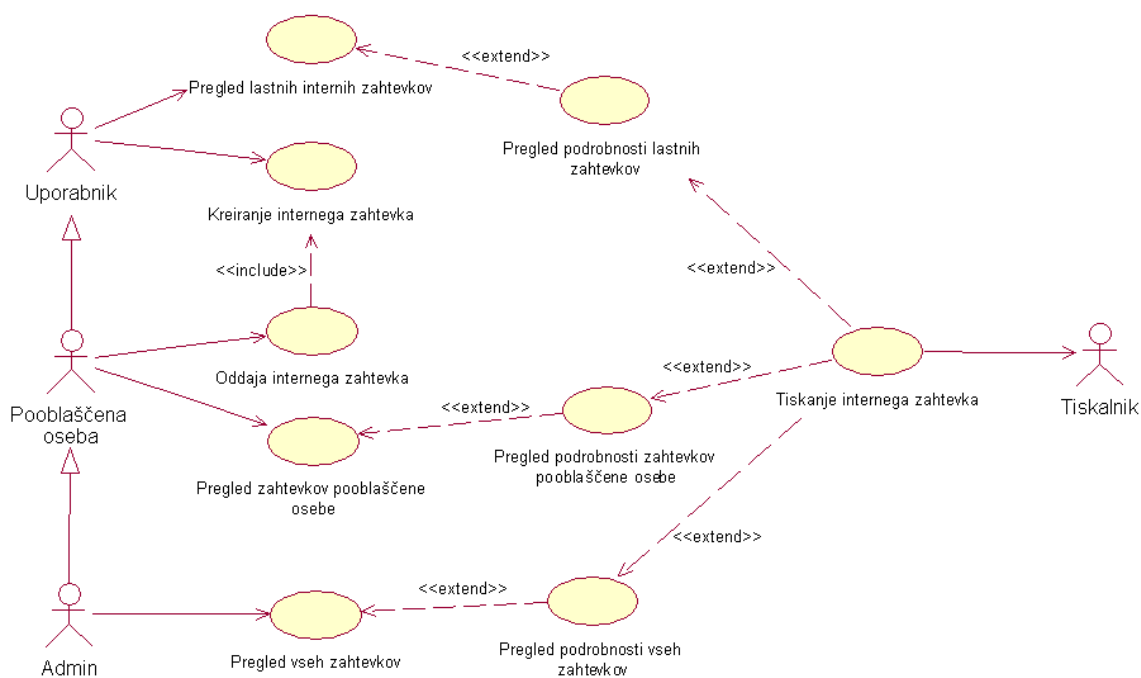 <<extend>>
Pregled lastnih internih zahtevkov
Pregled podrobnosti lastnih
zahtevkov
Uporabnik
Kreiranje internega zahtevka
<<include>>
<<extend>>
Oddaja internega zahtevka
Tiskanje internega zahtevka
Tiskalnik
Pooblaščena
oseba
<<extend>>
<<extend>>
Pregled zahtevkov pooblaščene
osebe
Pregled podrobnosti zahtevkov
pooblaščene osebe
<<extend>>
<<extend>>
Admin
Pregled vseh zahtevkov
Pregled podrobnosti vseh
zahtevkov